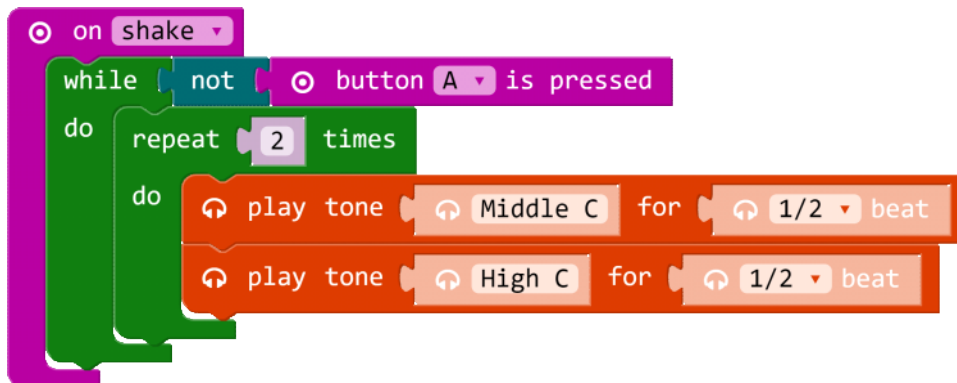 on shake
while not button A is pressed
do repeat 2 times
do play tone Middle C for 1/2 beat
play tone High C for 1/2 beat